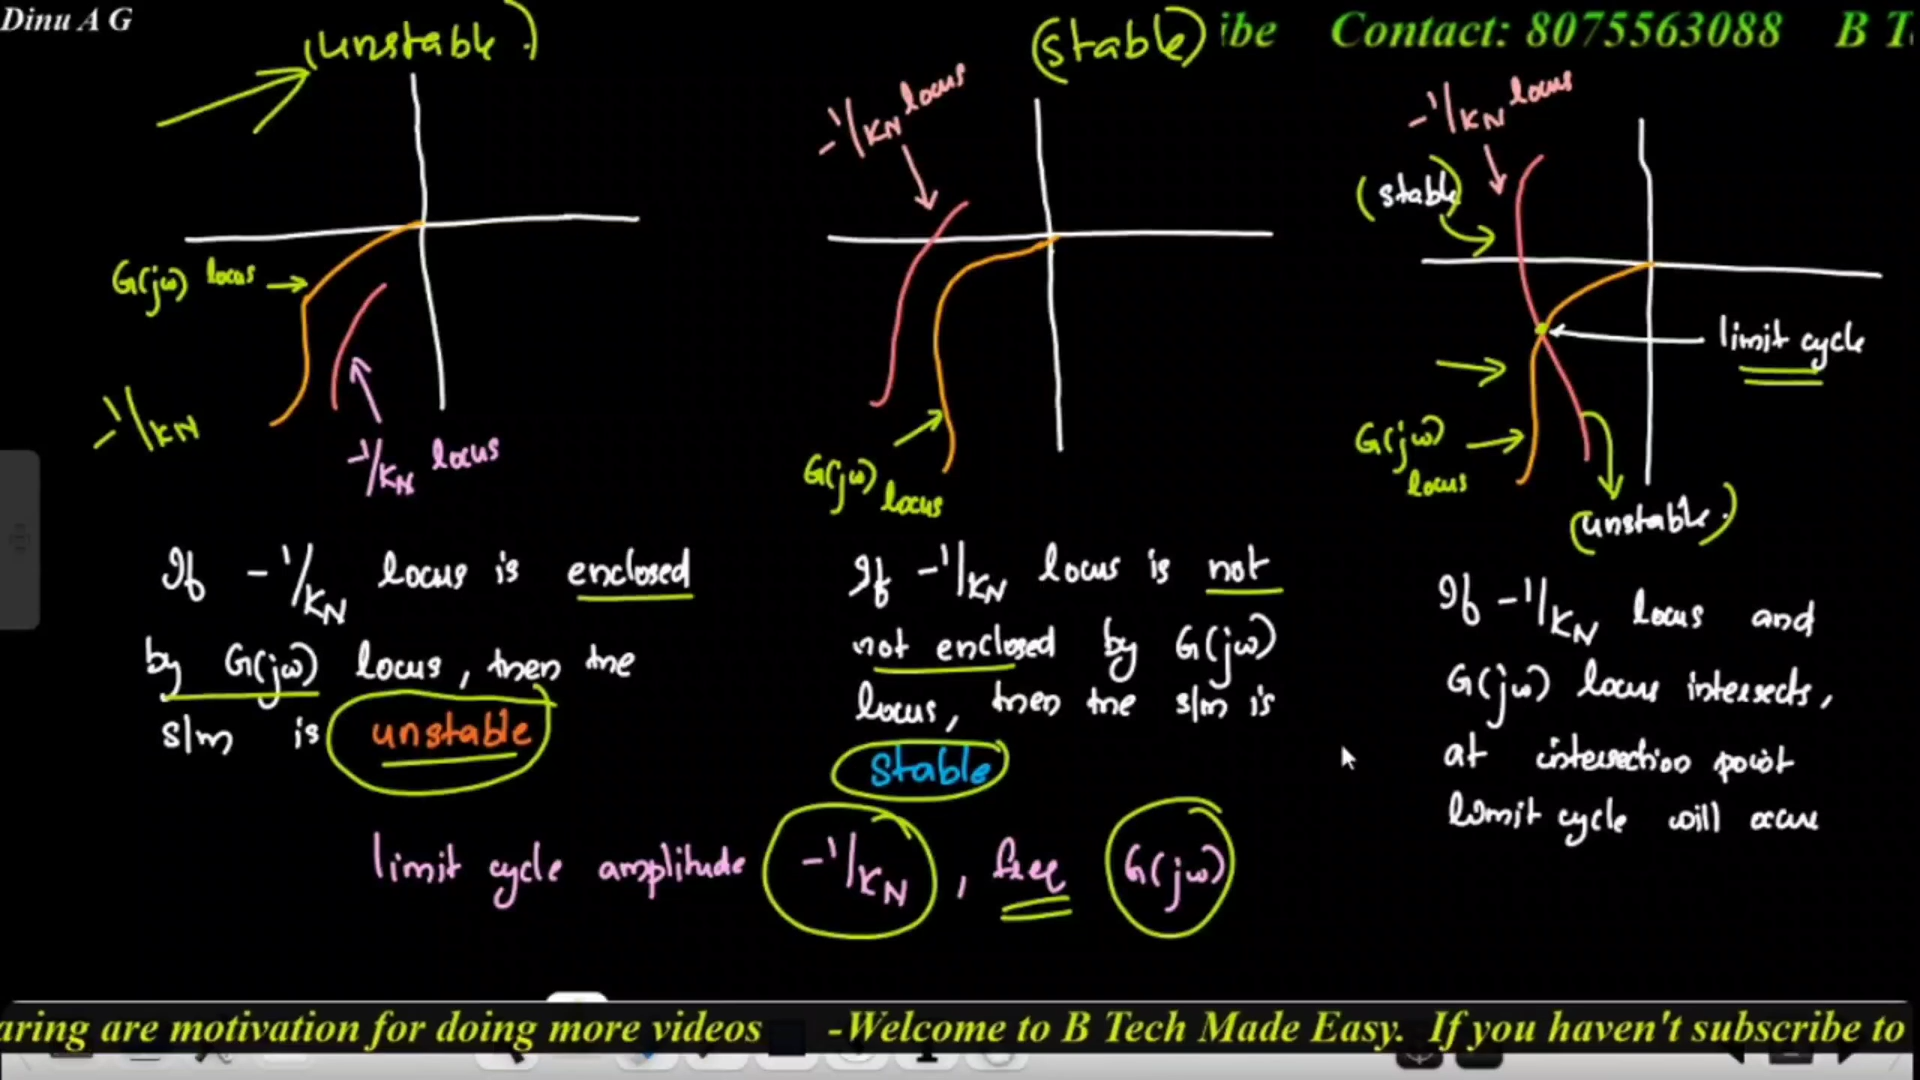 Dinu A G
(unstable.)
(stable)
ibe Contact: 8075563088 B T
-1/KN locus
-1/KN locus
(stable)
G(jω) locus
limit cycle
-1/KN
-1/KN locus
G(jω) locus
G(jω) locus
(unstable.)
If -1/KN locus is enclosed
by G(jω) locus, then the
s/m is unstable
If -1/KN locus is not
not enclosed by G(jω)
locus, then the s/m is
stable
If -1/KN locus and
G(jω) locus intersects,
at intersection point
limit cycle will occur
limit cycle amplitude -1/KN, freq G(jω)
aring are motivation for doing more videos -Welcome to B Tech Made Easy. If you haven't subscribe to